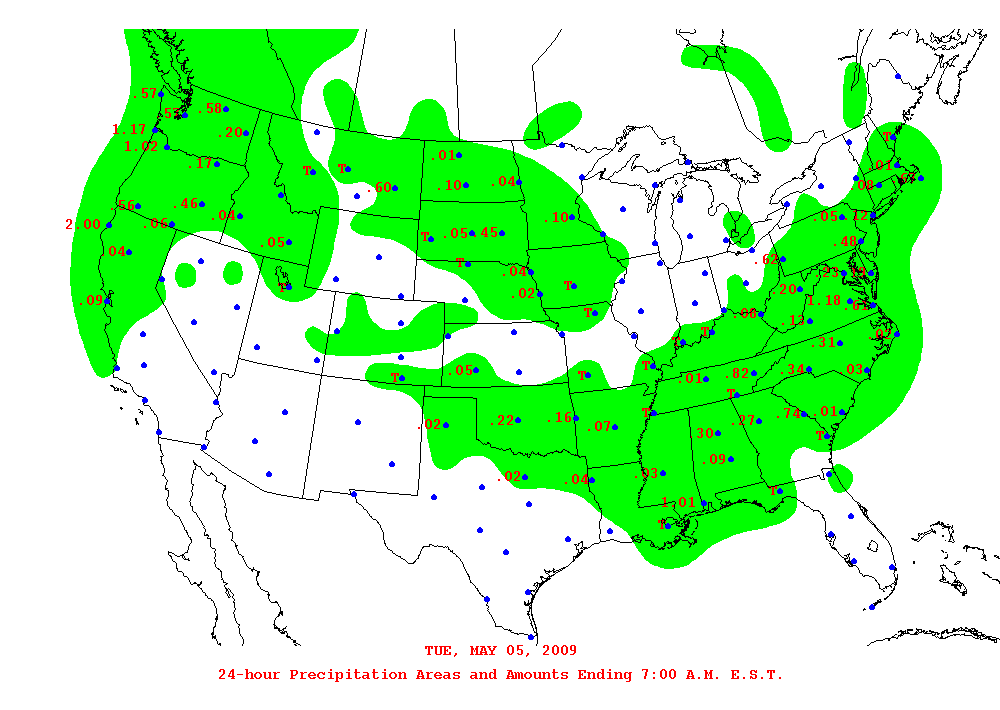 .57
.53 .58
1.17 .20
1.02
.17
T T
.60
.01
.10 .04
.56 .46
2.00 .06 .04
.04 .05
.09
T
.10
T .05 .45
T
.04
.02 T
T
T
.05
T
.02 .22 .16 .07
.02 .04
T
.01
.08
.05 .12
.48
.62
.23
.20
1.18 .61
.08 .13
.02
.31
T T
T .01 .82 .34 .03
T
T .27 .74 .01
.30 T
.09
.93
T
1.01
T
TUE, MAY 05, 2009
24-hour Precipitation Areas and Amounts Ending 7:00 A.M. E.S.T.